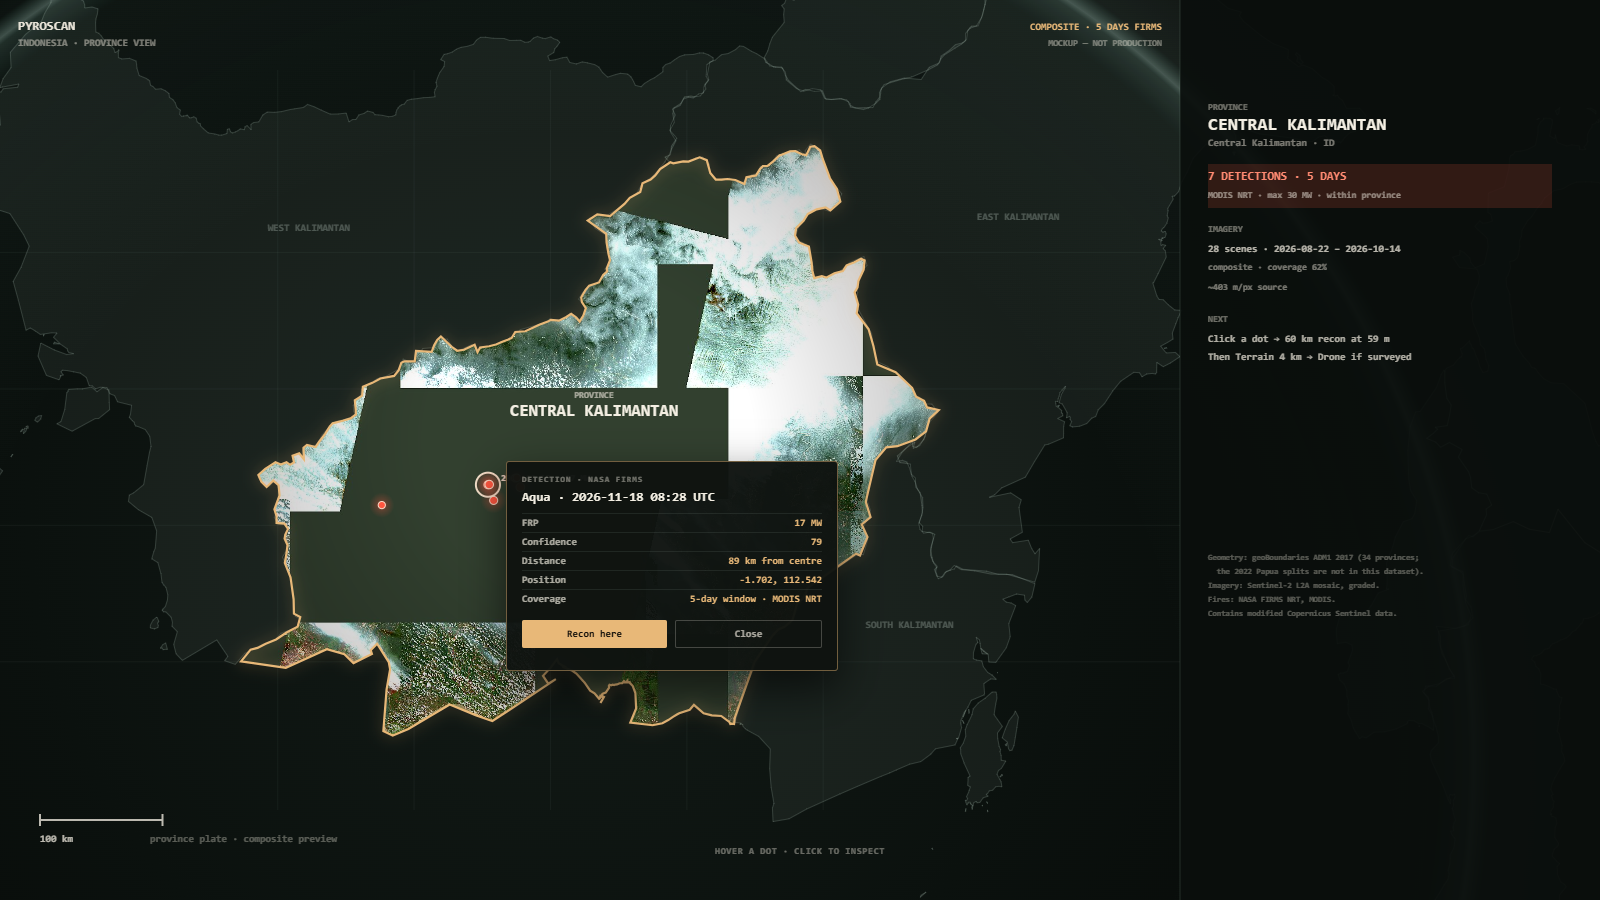 PYROSCAN
INDONESIA · PROVINCE VIEW
COMPOSITE · 5 DAYS FIRMS
MOCKUP — NOT PRODUCTION
WEST KALIMANTAN
EAST KALIMANTAN
PROVINCE
CENTRAL KALIMANTAN
2
DETECTION · NASA FIRMS
Aqua · 2026-11-18 08:28 UTC
FRP 17 MW
Confidence 79
Distance 89 km from centre
Position -1.702, 112.542
Coverage 5-day window · MODIS NRT
Recon here Close
SOUTH KALIMANTAN
100 km
province plate · composite preview
HOVER A DOT · CLICK TO INSPECT
PROVINCE
CENTRAL KALIMANTAN
Central Kalimantan · ID
7 DETECTIONS · 5 DAYS
MODIS NRT · max 30 MW · within province
IMAGERY
28 scenes · 2026-08-22 – 2026-10-14
composite · coverage 62%
~403 m/px source
NEXT
Click a dot → 60 km recon at 59 m
Then Terrain 4 km → Drone if surveyed
Geometry: geoBoundaries ADM1 2017 (34 provinces;
the 2022 Papua splits are not in this dataset).
Imagery: Sentinel-2 L2A mosaic, graded.
Fires: NASA FIRMS NRT, MODIS.
Contains modified Copernicus Sentinel data.